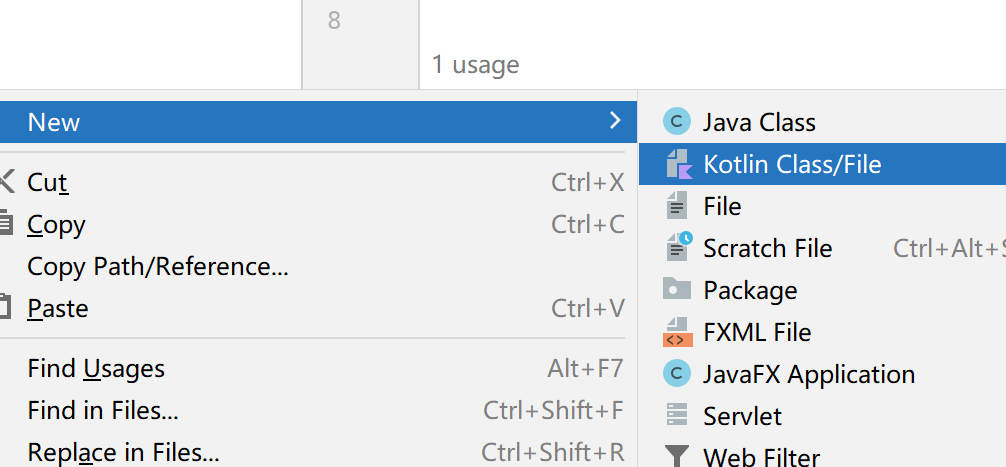 8
1 usage
New
Cut Ctrl+X
Copy Ctrl+C
Copy Path/Reference...
Paste Ctrl+V
Find Usages Alt+F7
Find in Files... Ctrl+Shift+F
Replace in Files... Ctrl+Shift+R
Java Class
Kotlin Class/File
File
Scratch File Ctrl+Alt+S
Package
FXML File
JavaFX Application
Servlet
Web Filter